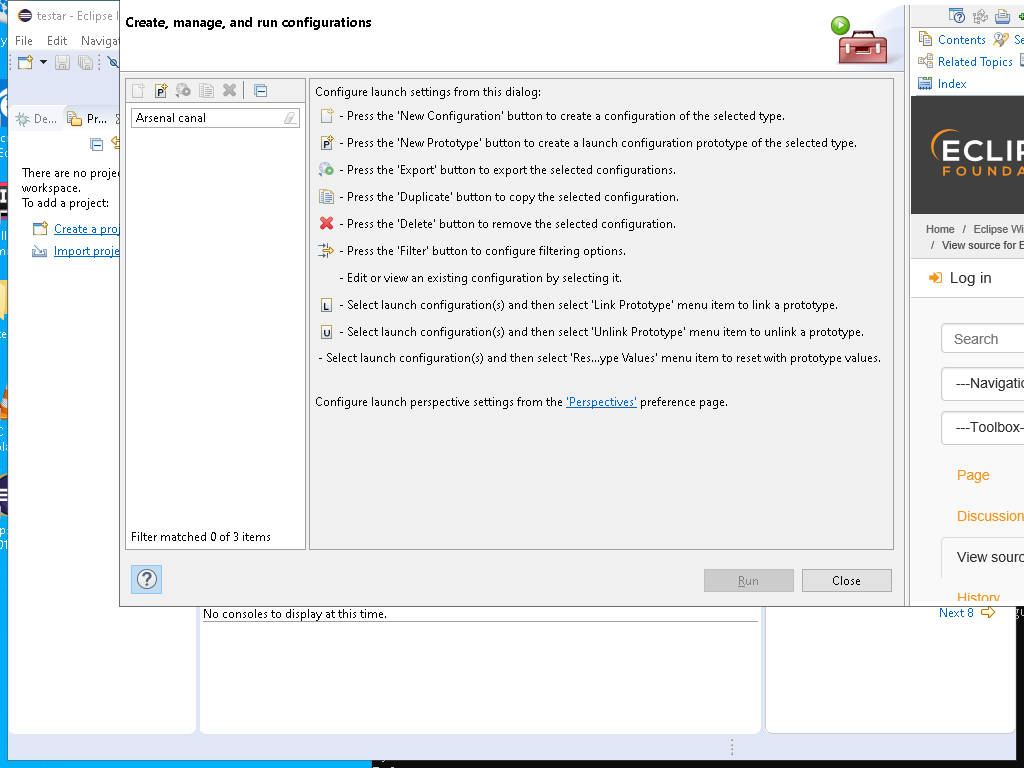 testar - Eclipse I
File Edit Naviga
De...
Pr...
There are no proje
workspace.
To add a project:
Create a proj
Import proje
Create, manage, and run configurations
Arsenal canal
Filter matched 0 of 3 items
Configure launch settings from this dialog:
- Press the 'New Configuration' button to create a configuration of the selected type.
P - Press the 'New Prototype' button to create a launch configuration prototype of the selected type.
- Press the 'Export' button to export the selected configurations.
- Press the 'Duplicate' button to copy the selected configuration.
- Press the 'Delete' button to remove the selected configuration.
- Press the 'Filter' button to configure filtering options.
- Edit or view an existing configuration by selecting it.
L - Select launch configuration(s) and then select 'Link Prototype' menu item to link a prototype.
U - Select launch configuration(s) and then select 'Unlink Prototype' menu item to unlink a prototype.
- Select launch configuration(s) and then select 'Res...ype Values' menu item to reset with prototype values.
Configure launch perspective settings from the 'Perspectives' preference page.
Run
Close
No consoles to display at this time.
Contents Se
Related Topics
Index
ECLIP
FOUNDA
Home / Eclipse Wi
/ View source for E
Log in
Search
---Navigatio
---Toolbox-
Page
Discussion
View sourc
History
Next 8